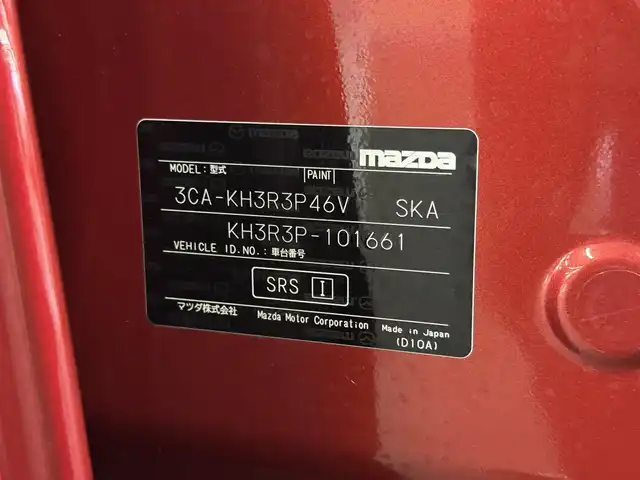 mazda
MODEL:型式 PAINT
3CA-KH3R3P46V SKA
KH3R3P-101661
VEHICLE ID.NO.:車台番号
SRS I
マツダ株式会社 Mazda Motor Corporation Made in Japan
(D10A)